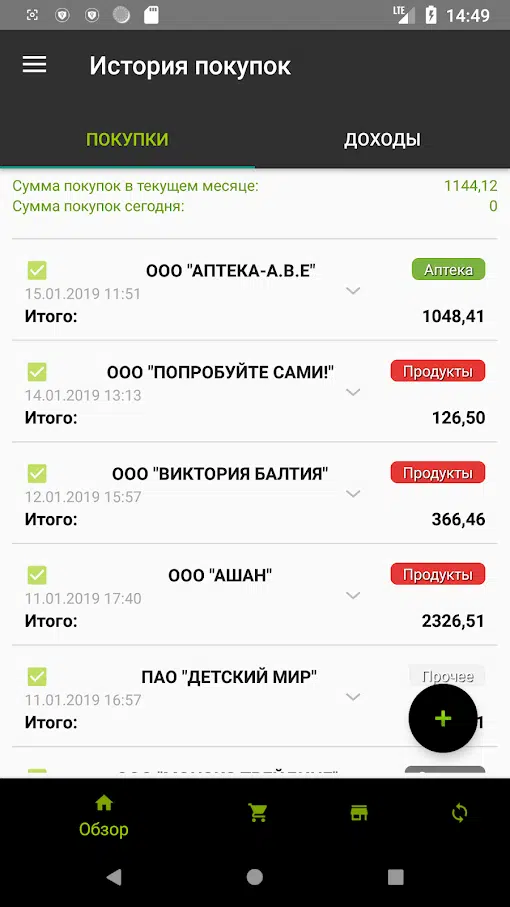 LTE 14:49
История покупок
ПОКУПКИ ДОХОДЫ
Сумма покупок в текущем месяце: 1144,12
Сумма покупок сегодня: 0
ООО "АПТЕКА-А.В.Е" Аптека
15.01.2019 11:51
Итого: 1048,41
ООО "ПОПРОБУЙТЕ САМИ!" Продукты
14.01.2019 13:13
Итого: 126,50
ООО "ВИКТОРИЯ БАЛТИЯ" Продукты
12.01.2019 15:57
Итого: 366,46
ООО "АШАН" Продукты
11.01.2019 17:40
Итого: 2326,51
ПАО "ДЕТСКИЙ МИР" Прочее
11.01.2019 16:57
Итого: 1
+
Обзор